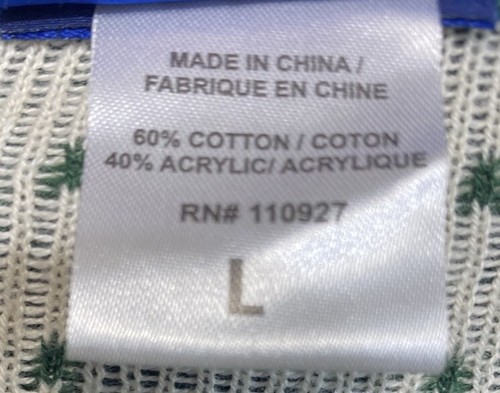 MADE IN CHINA /
FABRIQUE EN CHINE
60% COTTON / COTON
40% ACRYLIC/ ACRYLIQUE
RN# 110927
L